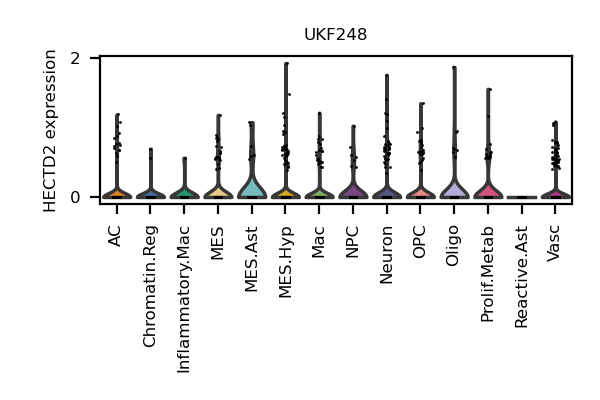 UKF248
HECTD2 expression
2
0
AC
Chromatin.Reg
Inflammatory.Mac
MES
MES.Ast
MES.Hyp
Mac
NPC
Neuron
OPC
Oligo
Prolif.Metab
Reactive.Ast
Vasc